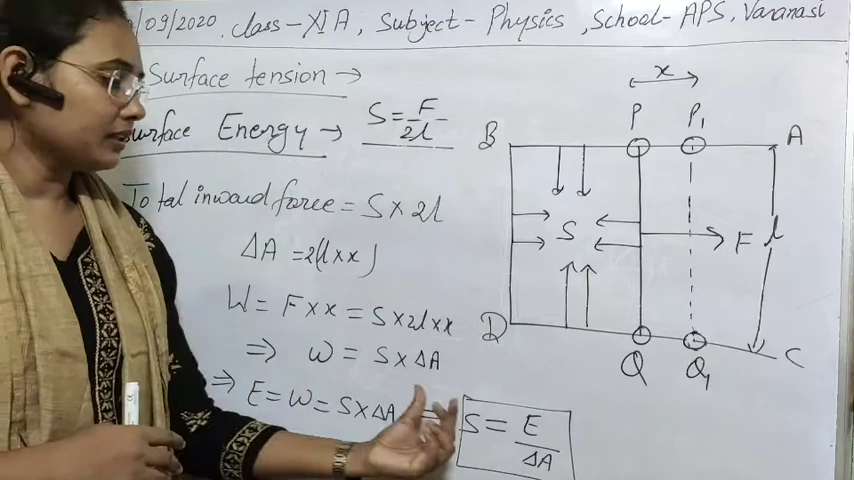 /09/2020, class-XI A, Subject- Physics, School- APS, Varanasi
Surface tension →
Surface Energy → S = F/2l
Total inward force = S × 2l
ΔA = 2(l × x)
W = F × x = S × 2l × x
⇒ W = S × ΔA
⇒ E = W = S × ΔA ⇒ S = E/ΔA
x
P P₁
B A
S F l
D C
Q Q₁